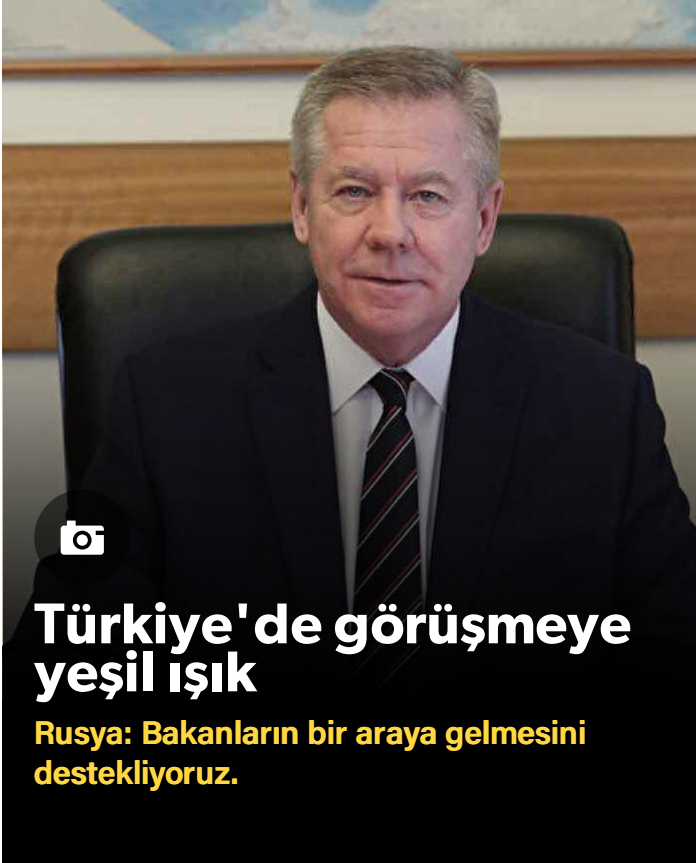 Türkiye'de görüşmeye
yeşil ışık
Rusya: Bakanların bir araya gelmesini
destekliyoruz.